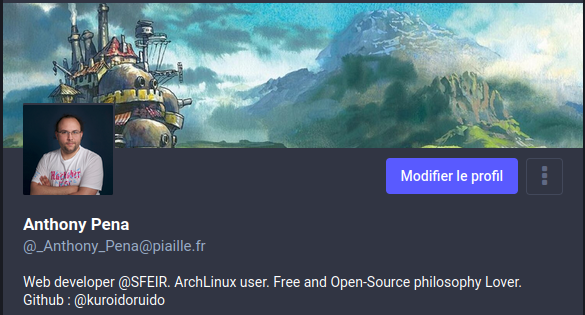 Modifier le profil
Anthony Pena
@_Anthony_Pena@piaille.fr
Web developer @SFEIR. ArchLinux user. Free and Open-Source philosophy Lover.
Github : @kuroidoruido